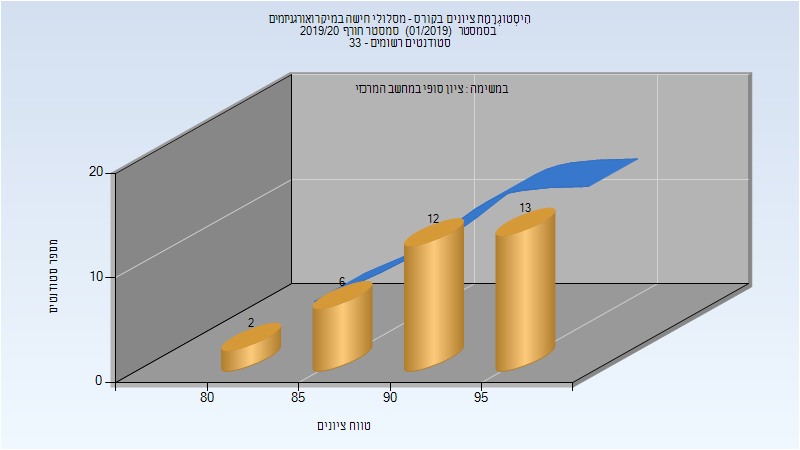 היסטוגרמת ציונים בקורס - מסלולי חישה במיקרואורגניזמים
בסמסטר (01/2019) סמסטר חורף 2019/20
סטודנטים רשומים - 33
במשימה : ציון סופי במחשב המרכזי
מספר סטודנטים
20
10
0
2
6
12
13
80
85
90
95
טווח ציונים